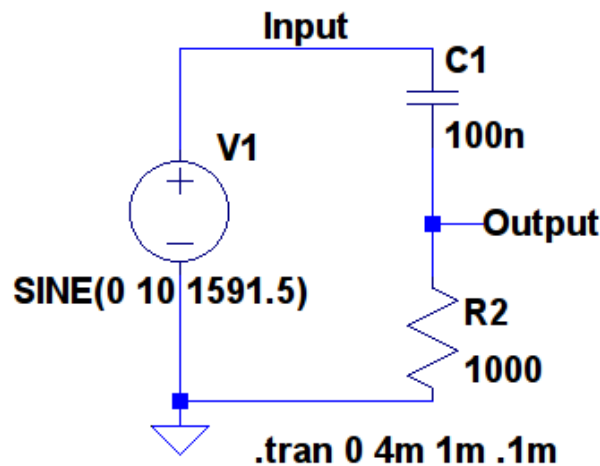 Input
C1
100n
V1
Output
SINE(0 10 1591.5)
R2
1000
.tran 0 4m 1m .1m